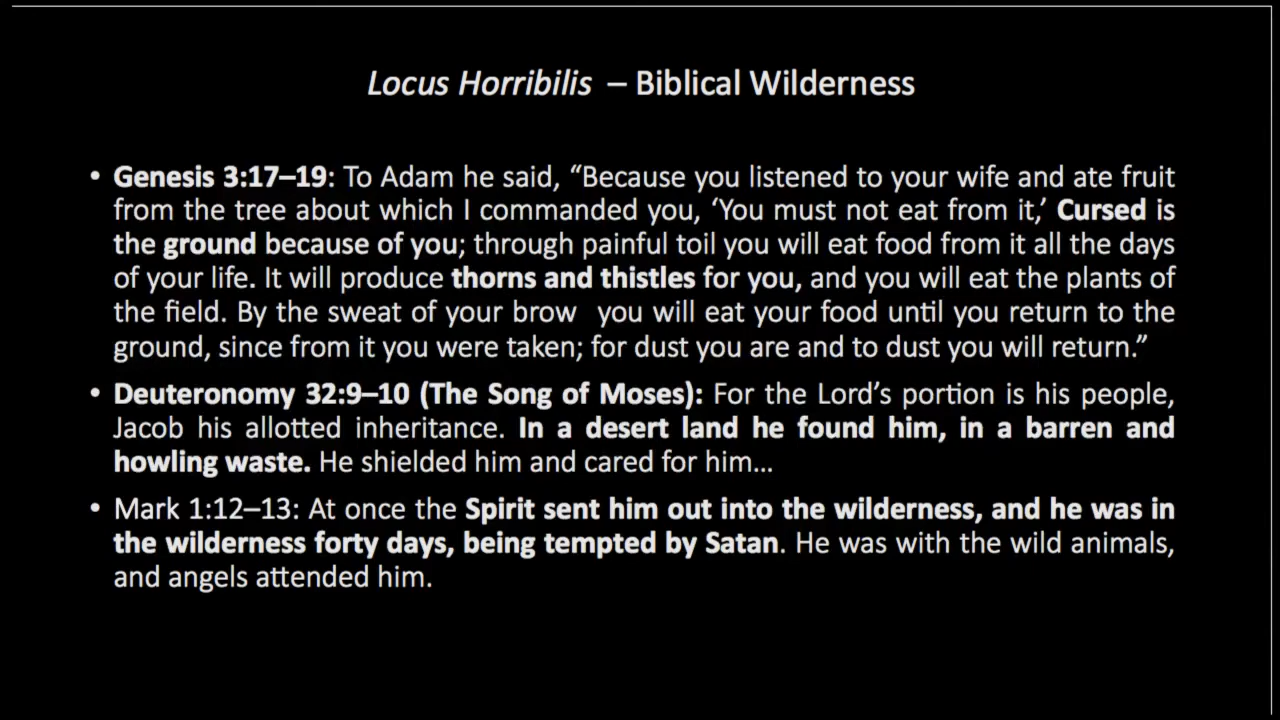 Locus Horribilis – Biblical Wilderness
• Genesis 3:17–19: To Adam he said, “Because you listened to your wife and ate fruit
from the tree about which I commanded you, ‘You must not eat from it,’ Cursed is
the ground because of you; through painful toil you will eat food from it all the days
of your life. It will produce thorns and thistles for you, and you will eat the plants of
the field. By the sweat of your brow you will eat your food until you return to the
ground, since from it you were taken; for dust you are and to dust you will return.”
• Deuteronomy 32:9–10 (The Song of Moses): For the Lord’s portion is his people,
Jacob his allotted inheritance. In a desert land he found him, in a barren and
howling waste. He shielded him and cared for him…
• Mark 1:12–13: At once the Spirit sent him out into the wilderness, and he was in
the wilderness forty days, being tempted by Satan. He was with the wild animals,
and angels attended him.